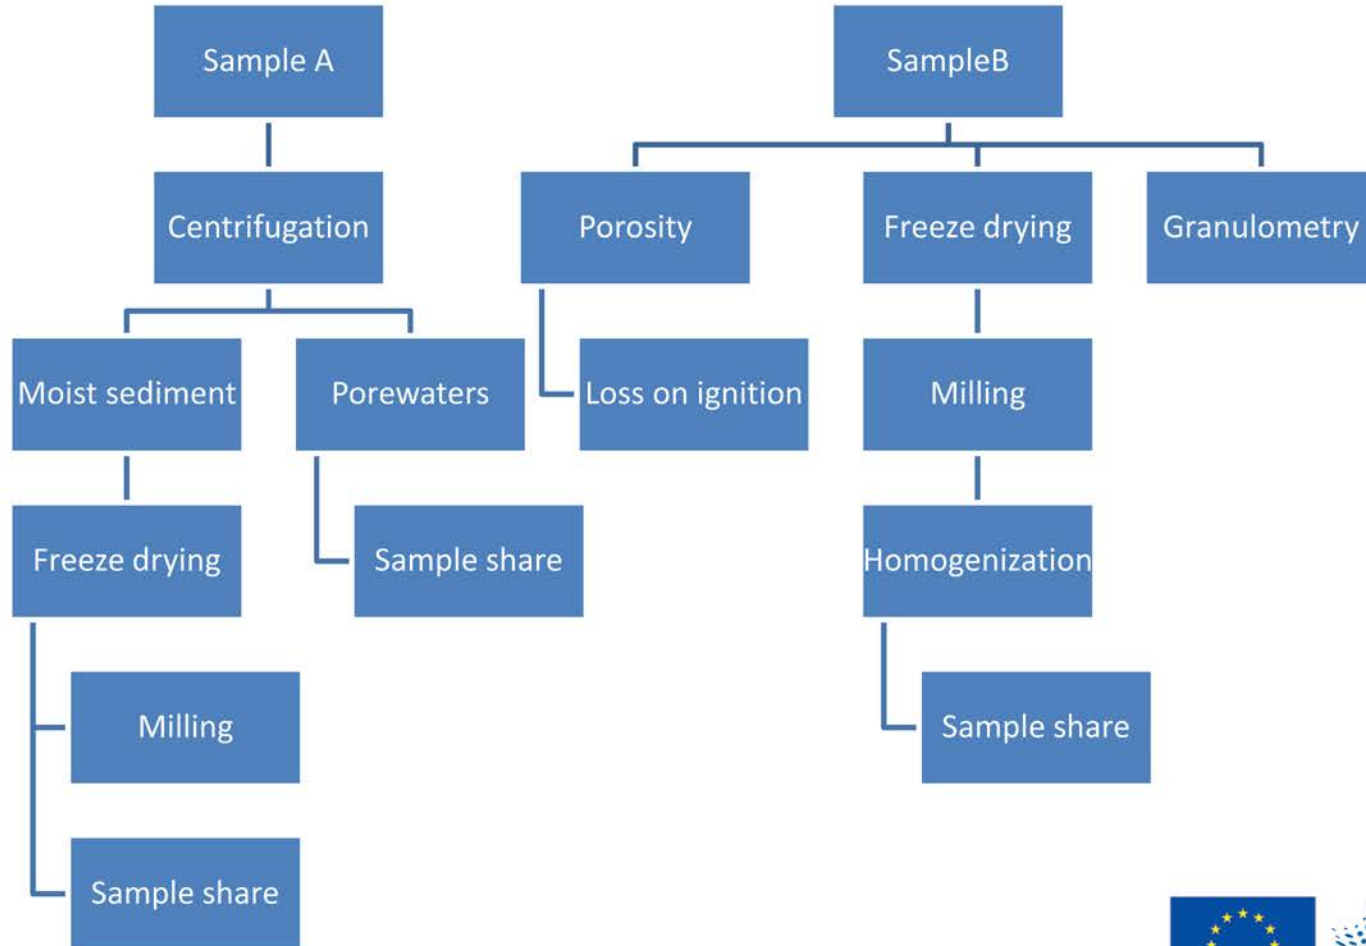 Sample A
SampleB
Centrifugation
Porosity
Freeze drying
Granulometry
Moist sediment
Porewaters
Loss on ignition
Milling
Freeze drying
Sample share
Homogenization
Milling
Sample share
Sample share